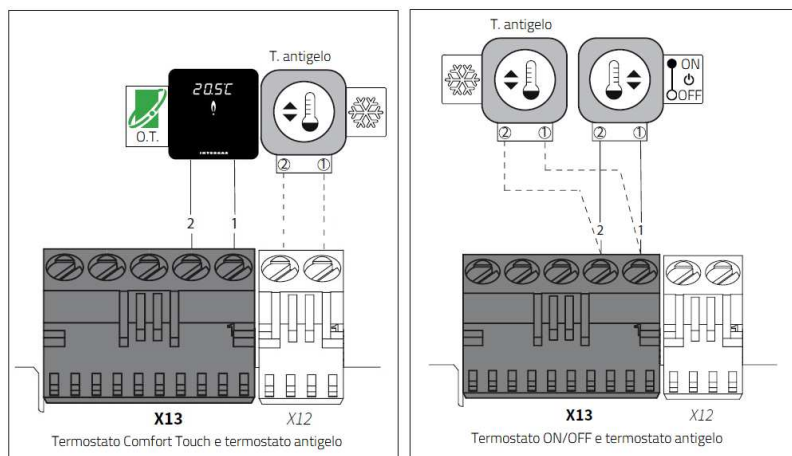 T. antigelo
20.5C
O.T.
INTERGAS
2 1
2 1
X13 X12
Termostato Comfort Touch e termostato antigelo
T. antigelo
ON
OFF
2 1 2 1
2 1
X13 X12
Termostato ON/OFF e termostato antigelo